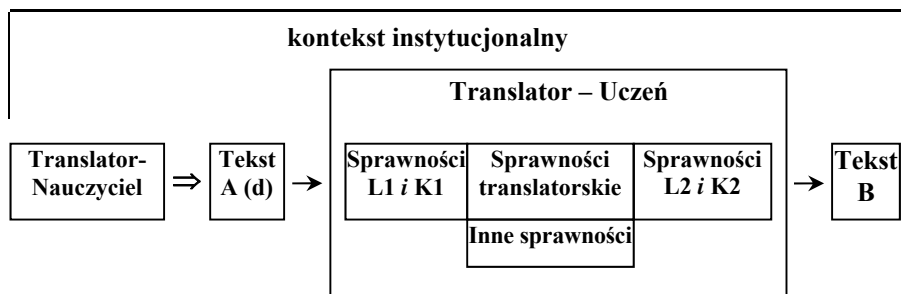 kontekst instytucjonalny
Translator – Uczeń
Translator-
Nauczyciel
⇒
Tekst
A (d)
→
Sprawności
L1 i K1
Sprawności
translatorskie
Sprawności
L2 i K2
Inne sprawności
→
Tekst
B